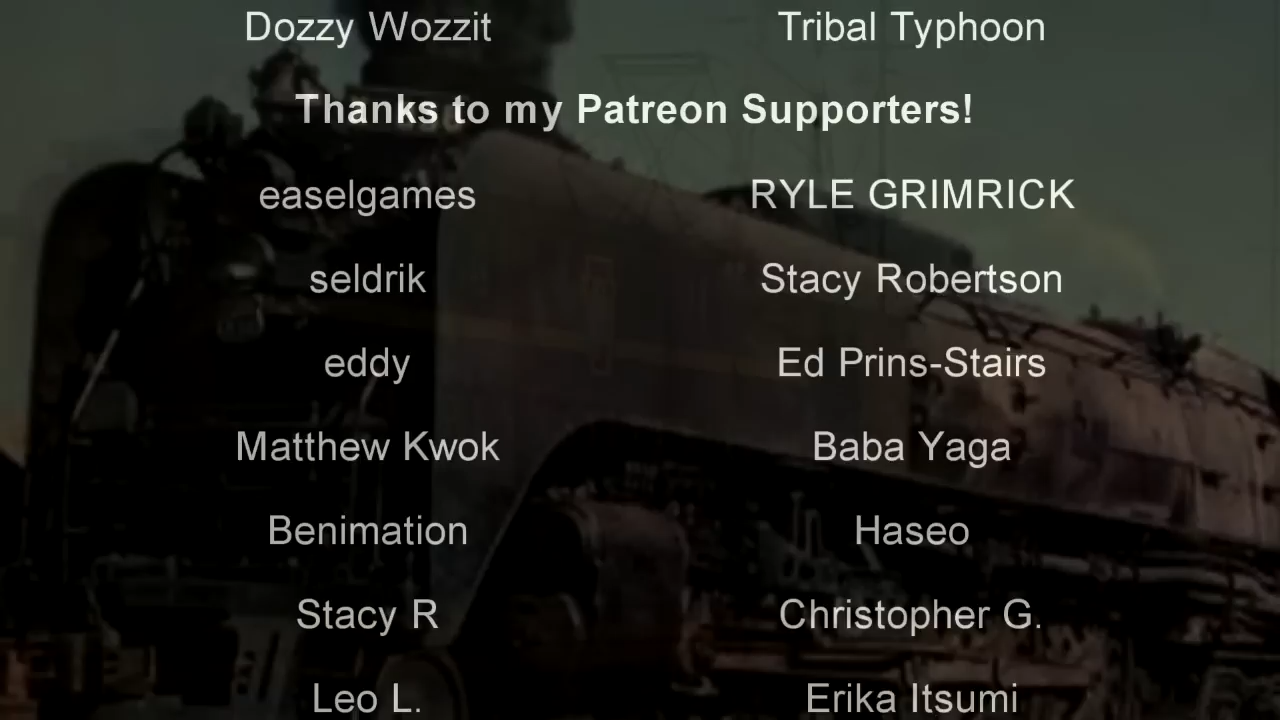 Dozzy Wozzit Tribal Typhoon
Thanks to my Patreon Supporters!
easelgames RYLE GRIMRICK
seldrik Stacy Robertson
eddy Ed Prins-Stairs
Matthew Kwok Baba Yaga
Benimation Haseo
Stacy R Christopher G.
Leo L. Erika Itsumi